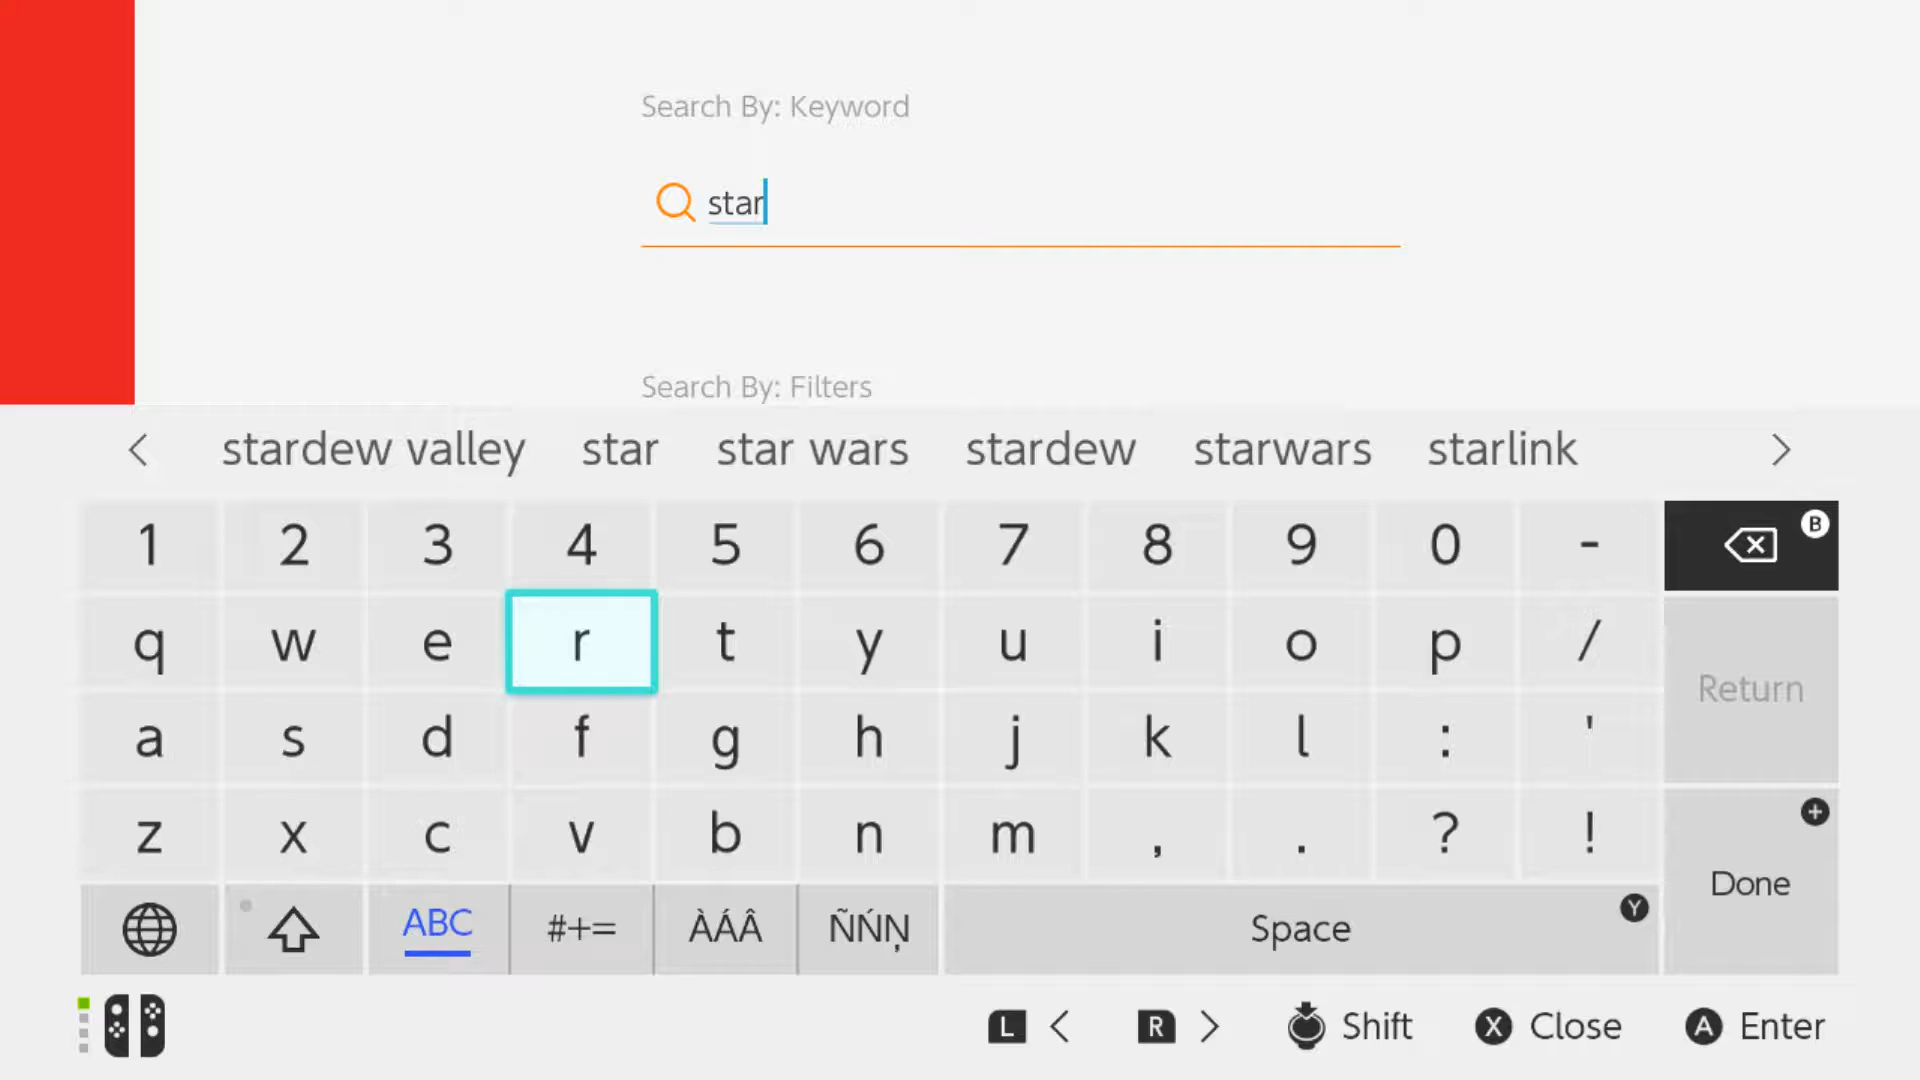 Search By: Keyword
star
Search By: Filters
< stardew valley star star wars stardew starwars starlink >
1 2 3 4 5 6 7 8 9 0 - B
q w e r t y u i o p /
Return
a s d f g h j k l : '
z x c v b n m , . ? ! +
Done
ABC #+= ÀÁÂ ÑŃŅ Space Y
L < R > Shift X Close A Enter